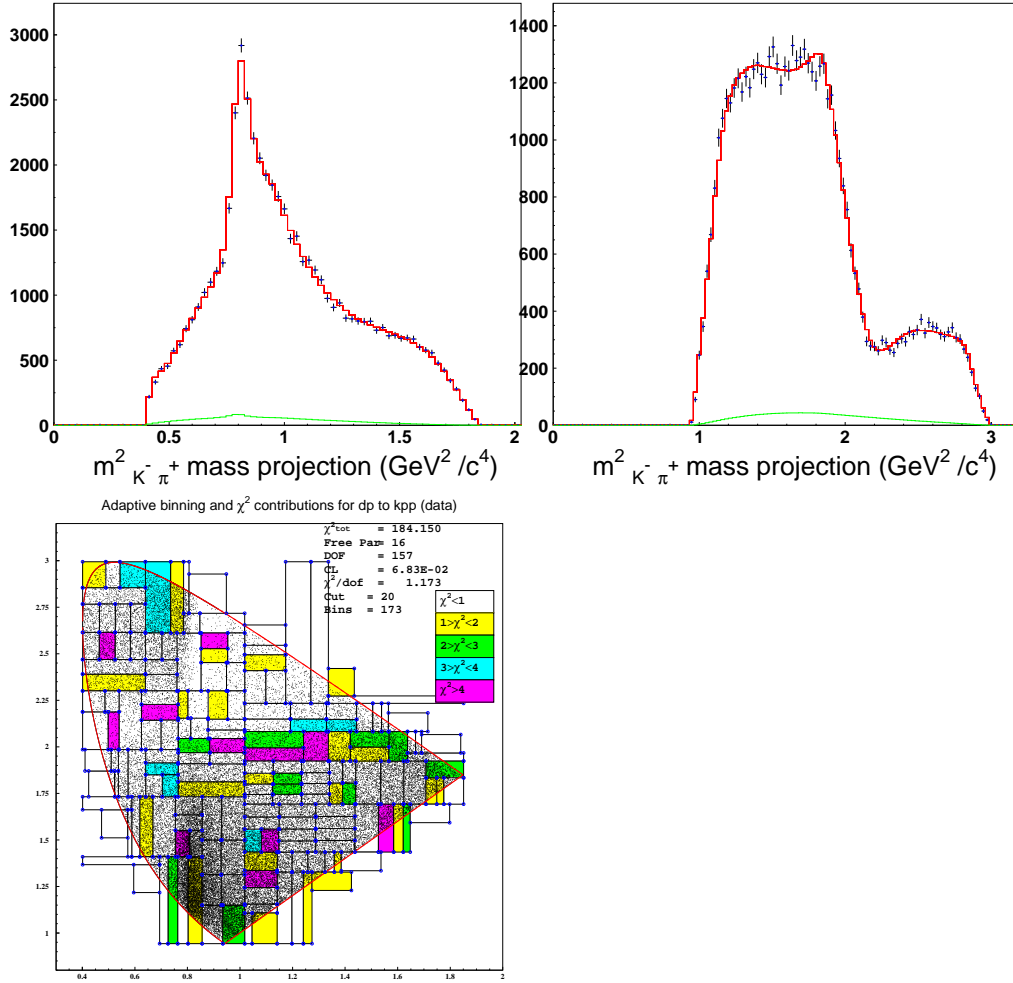 3000
2500
2000
1500
1000
500
0
0 0.5 1 1.5 2
m²K⁻π⁺ mass projection (GeV²/c⁴)
1400
1200
1000
800
600
400
200
0
0 1 2 3
m²K⁻π⁺ mass projection (GeV²/c⁴)
Adaptive binning and χ² contributions for dp to kpp (data)
χ²tot = 184.150
Free Par= 16
DOF = 157
CL = 6.83E-02
χ²/dof = 1.173
Cut = 20
Bins = 173
χ²<1
1>χ²<2
2>χ²<3
3>χ²<4
χ²>4
3
2.75
2.5
2.25
2
1.75
1.5
1.25
1
0.4 0.6 0.8 1 1.2 1.4 1.6 1.8 2